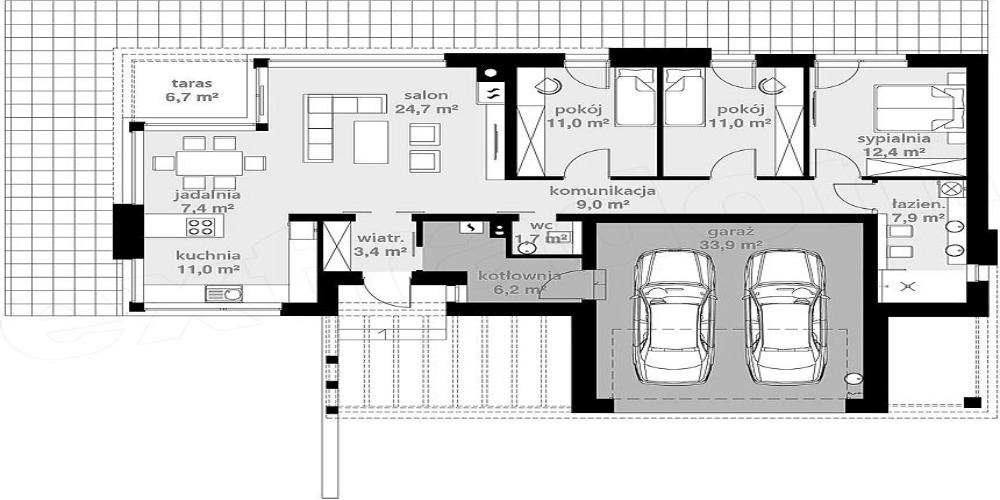 taras
6,7 m²
salon
24,7 m²
pokój
11,0 m²
pokój
11,0 m²
sypialnia
12,4 m²
jadalnia
7,4 m²
komunikacja
9,0 m²
łazien.
7,9 m²
kuchnia
11,0 m²
wiatr.
3,4 m²
wc
1,7 m²
garaż
33,9 m²
kotłownia
6,2 m²
1